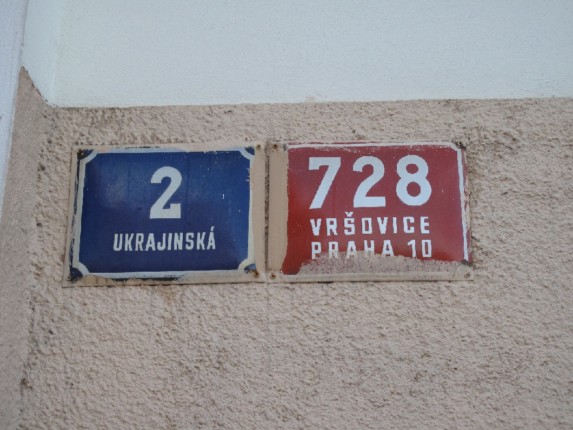 2
UKRAJINSKÁ
728
VRŠOVICE
PRAHA 10